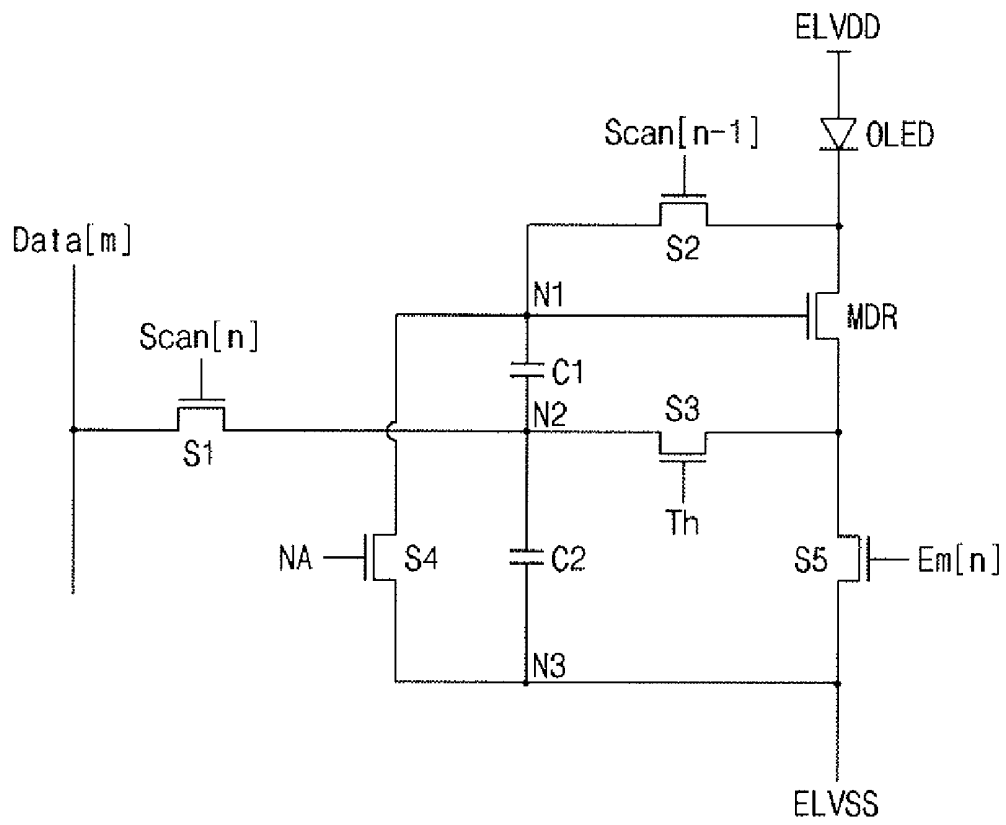 ELVDD
OLED
Scan[n-1]
S2
Data[m]
N1
MDR
Scan[n]
C1
S1
N2
S3
Th
NA
S4
C2
S5
Em[n]
N3
ELVSS